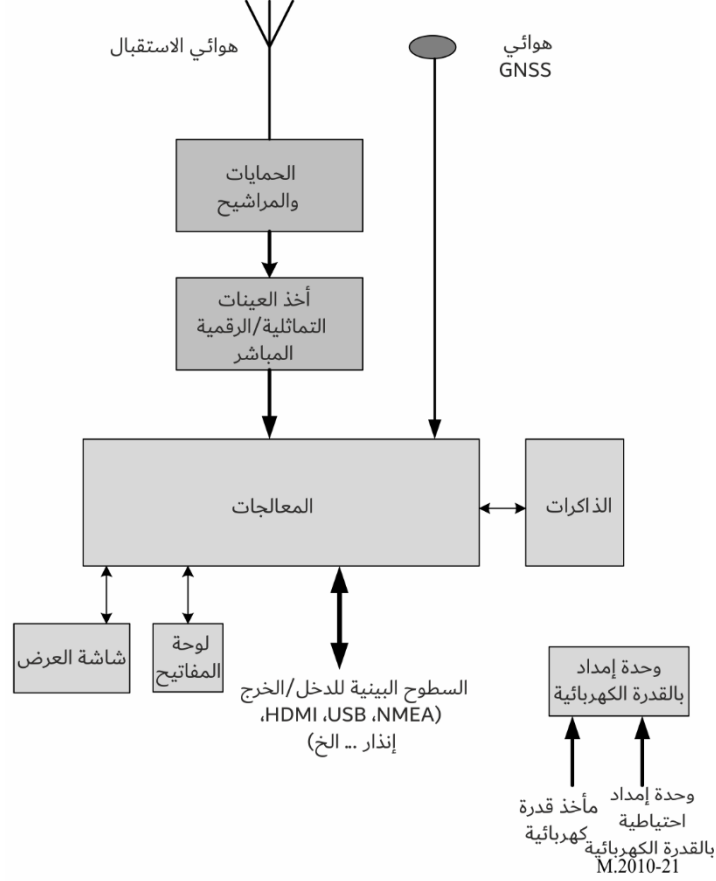 هوائي الاستقبال
هوائي
GNSS
الحمايات
والمراشيح
أخذ العينات
التماثلية/الرقمية
المباشر
المعالجات
الذاكرات
شاشة العرض
لوحة
المفاتيح
السطوح البينية للدخل/الخرج
(NMEA، USB، HDMI،
إنذار ... الخ)
وحدة إمداد
بالقدرة الكهربائية
مأخذ قدرة
كهربائية
وحدة إمداد
احتياطية
بالقدرة الكهربائية
M.2010-21